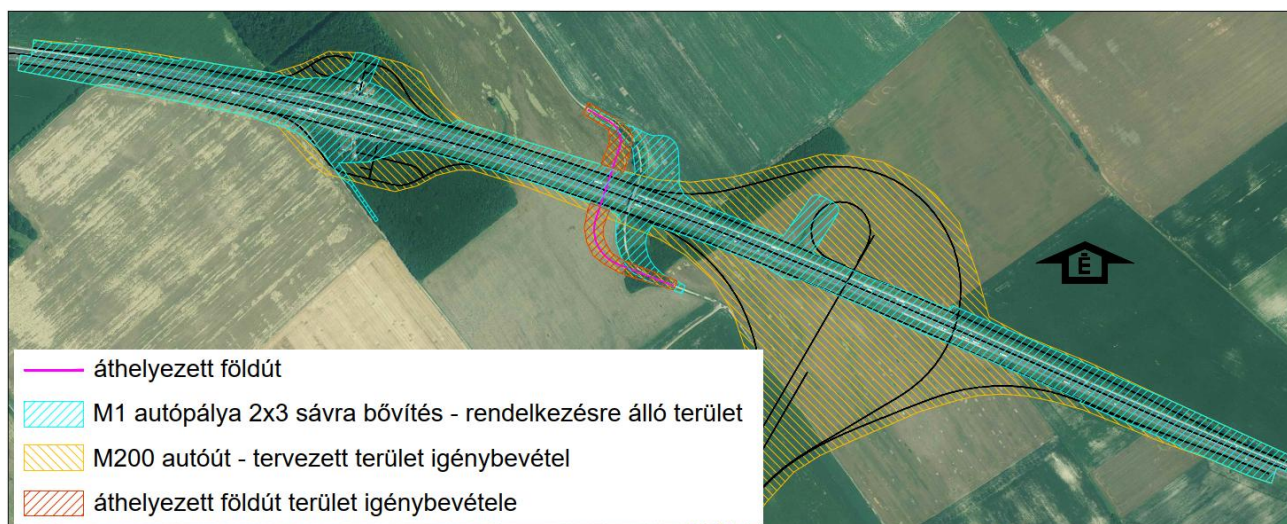 É
áthelyezett földút
M1 autópálya 2x3 sávra bővítés - rendelkezésre álló terület
M200 autóút - tervezett terület igénybevétel
áthelyezett földút terület igénybevétele